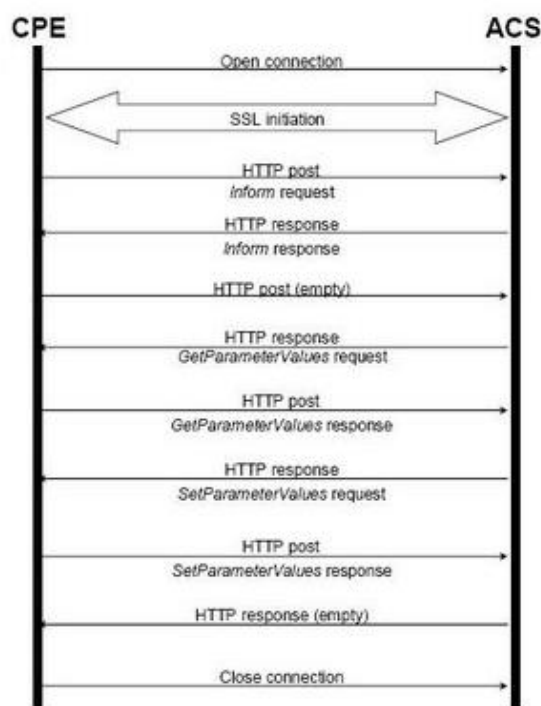 CPE ACS
Open connection
SSL initiation
HTTP post
Inform request
HTTP response
Inform response
HTTP post (empty)
HTTP response
GetParameterValues request
HTTP post
GetParameterValues response
HTTP response
SetParameterValues request
HTTP post
SetParameterValues response
HTTP response (empty)
Close connection